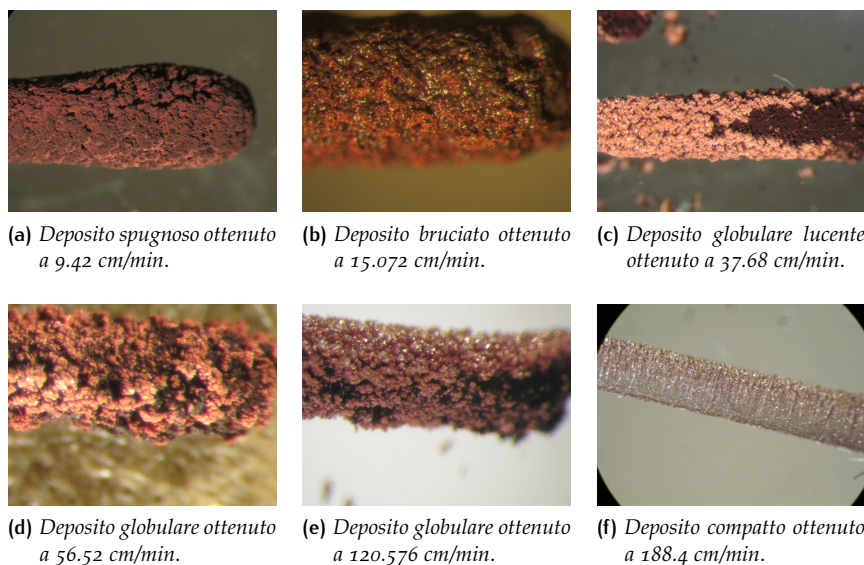 (a) Deposito spugnoso ottenuto
a 9.42 cm/min.
(b) Deposito bruciato ottenuto
a 15.072 cm/min.
(c) Deposito globulare lucente
ottenuto a 37.68 cm/min.
(d) Deposito globulare ottenuto
a 56.52 cm/min.
(e) Deposito globulare ottenuto
a 120.576 cm/min.
(f) Deposito compatto ottenuto
a 188.4 cm/min.